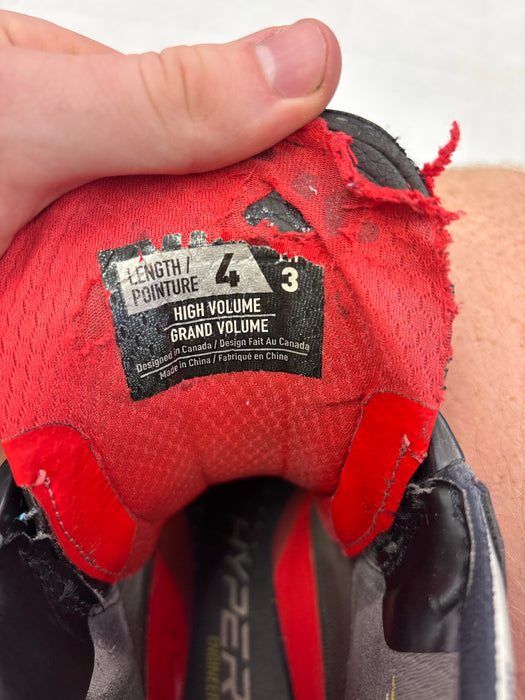 LENGTH / 4
POINTURE 3
HIGH VOLUME
GRAND VOLUME
Designed in Canada / Design Fait Au Canada
Made in China / Fabriqué en Chine
HYPER